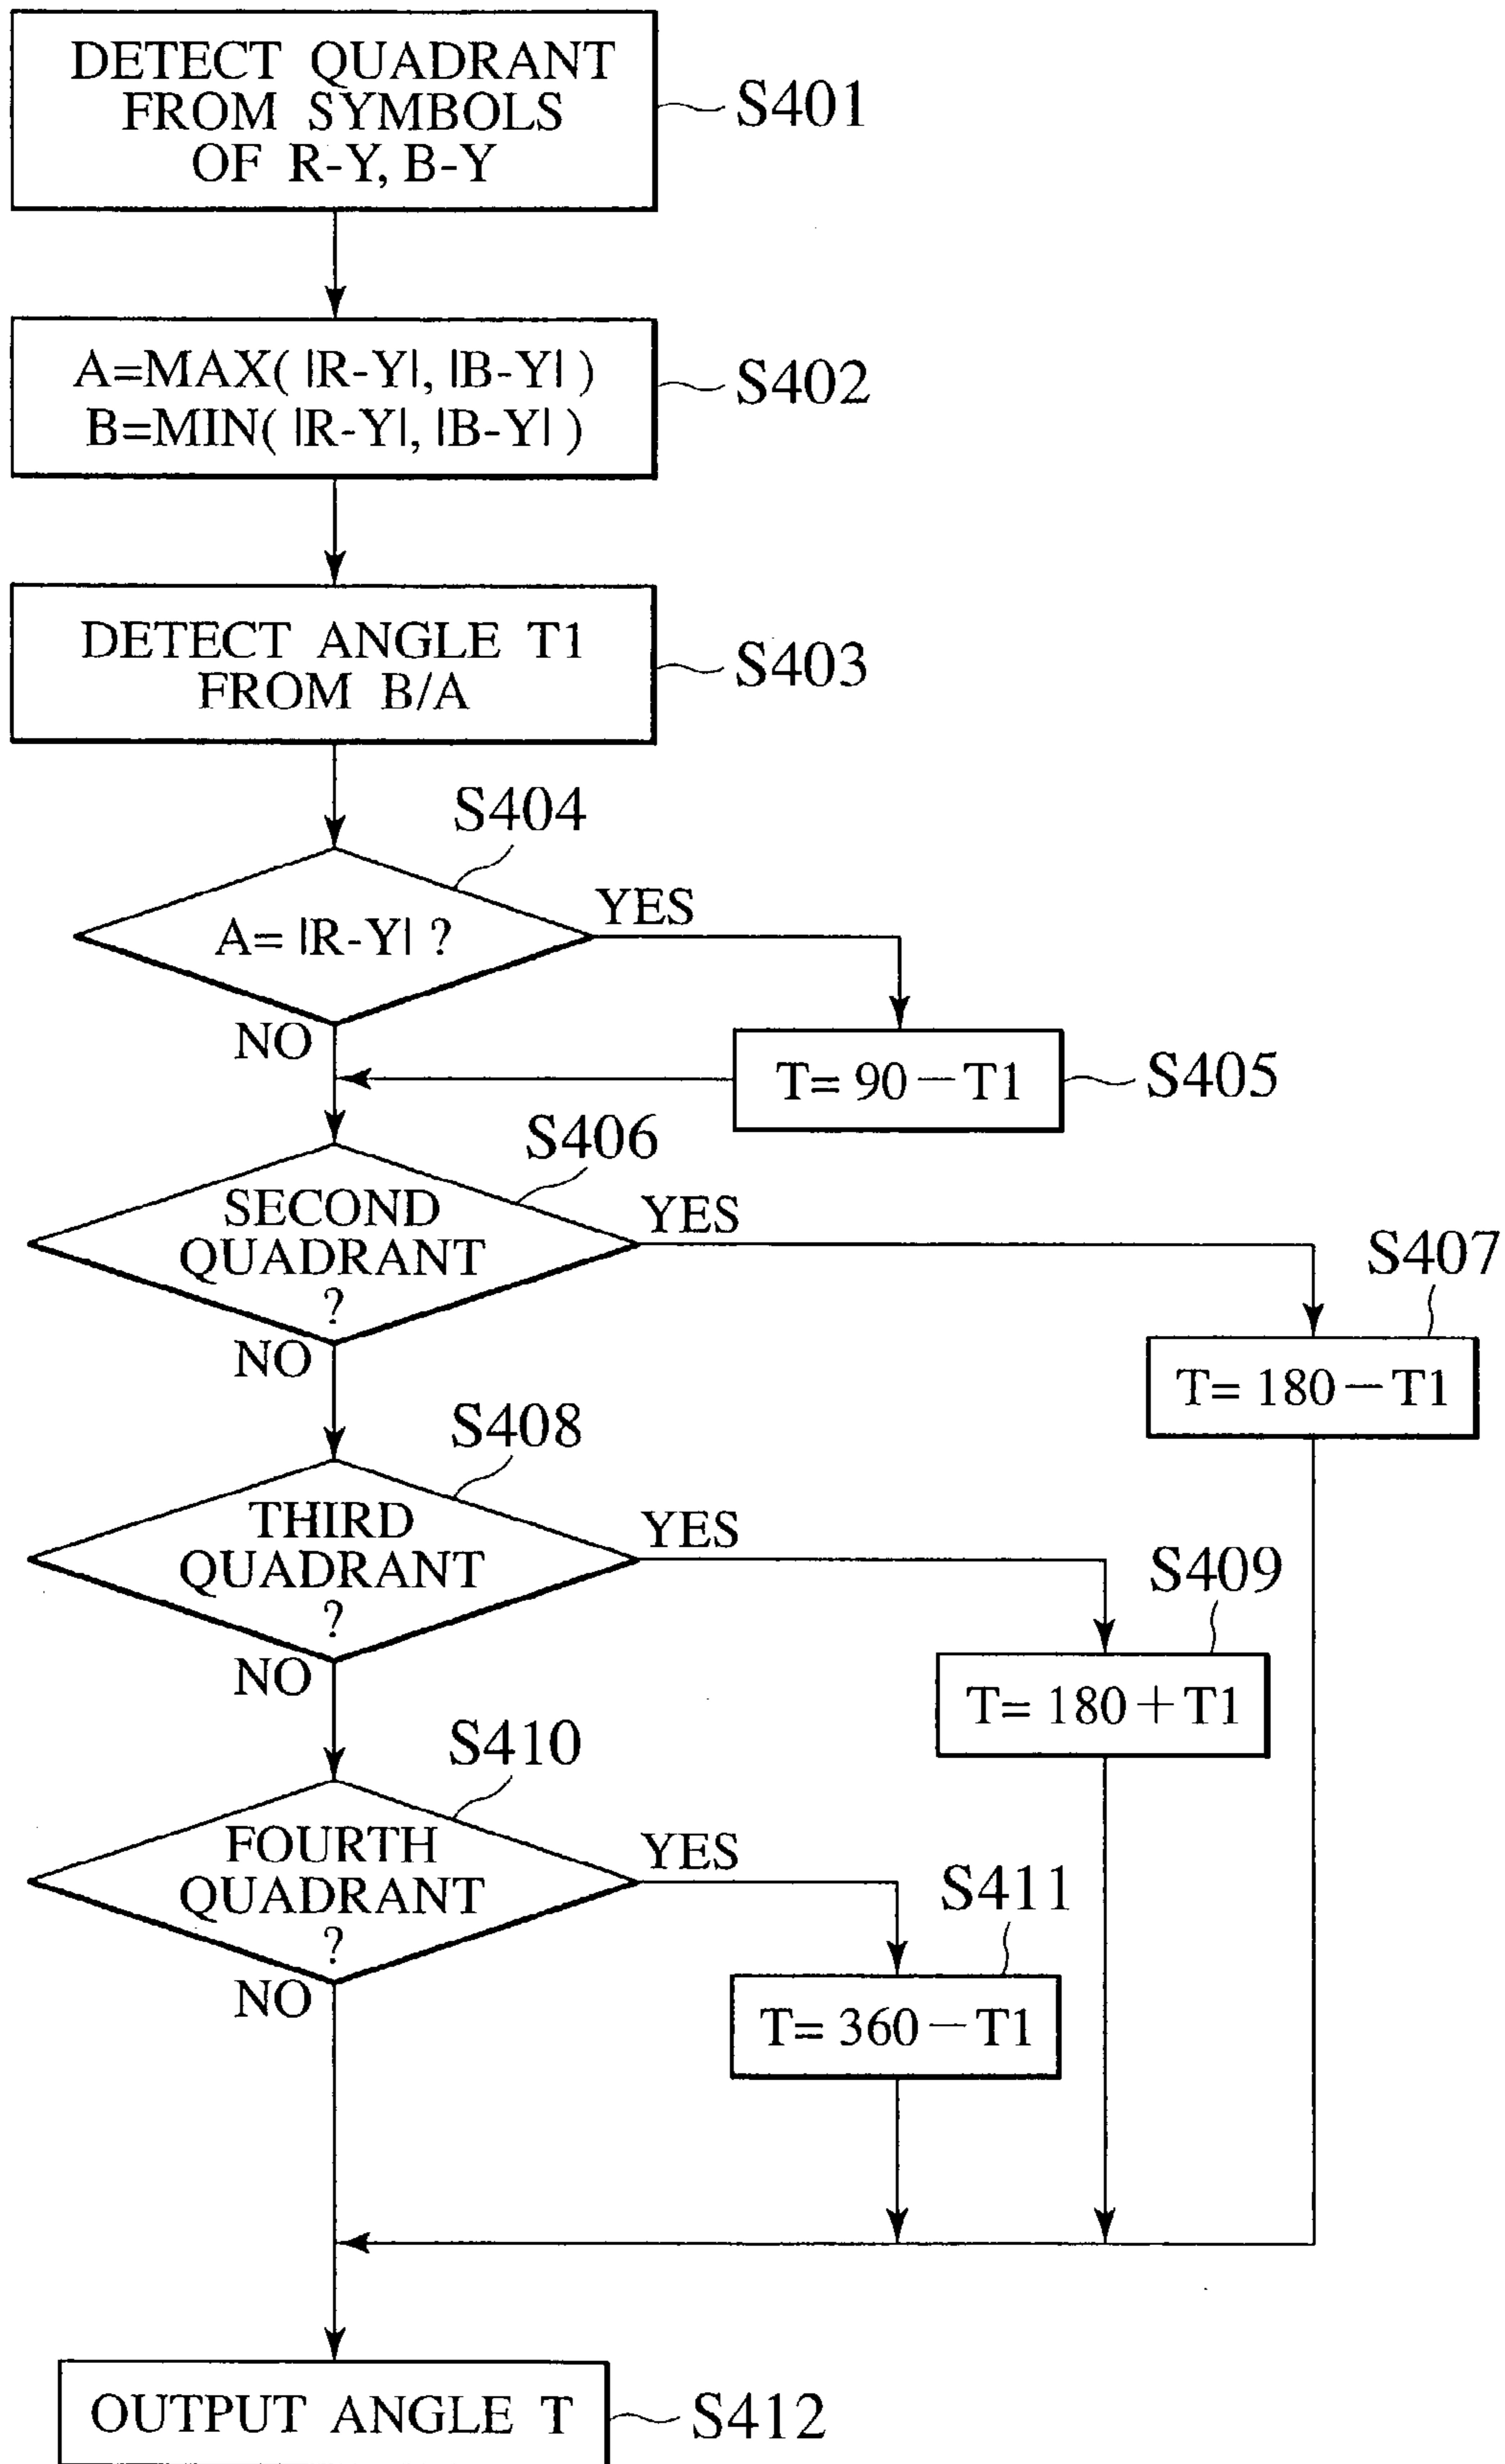 DETECT QUADRANT
FROM SYMBOLS
OF R-Y, B-Y
S401
A=MAX( |R-Y|, |B-Y| )
B=MIN( |R-Y|, |B-Y| )
S402
DETECT ANGLE T1
FROM B/A
S403
S404
A= |R-Y| ?
YES
NO
T= 90－T1
S405
S406
SECOND
QUADRANT
?
YES
NO
S407
T= 180－T1
S408
THIRD
QUADRANT
?
YES
NO
S409
T= 180＋T1
S410
FOURTH
QUADRANT
?
YES
NO
S411
T= 360－T1
OUTPUT ANGLE T
S412